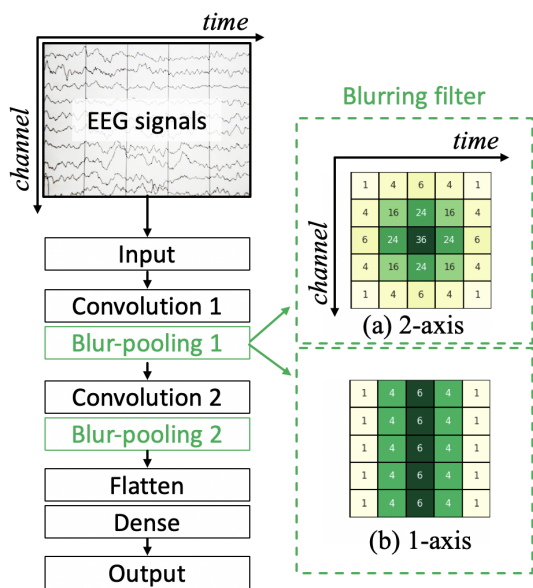 time
channel
EEG signals
Input
Convolution 1
Blur-pooling 1
Convolution 2
Blur-pooling 2
Flatten
Dense
Output
Blurring filter
time
channel
1 4 6 4 1
4 16 24 16 4
6 24 36 24 6
4 16 24 16 4
1 4 6 4 1
(a) 2-axis
1 4 6 4 1
1 4 6 4 1
1 4 6 4 1
1 4 6 4 1
1 4 6 4 1
(b) 1-axis